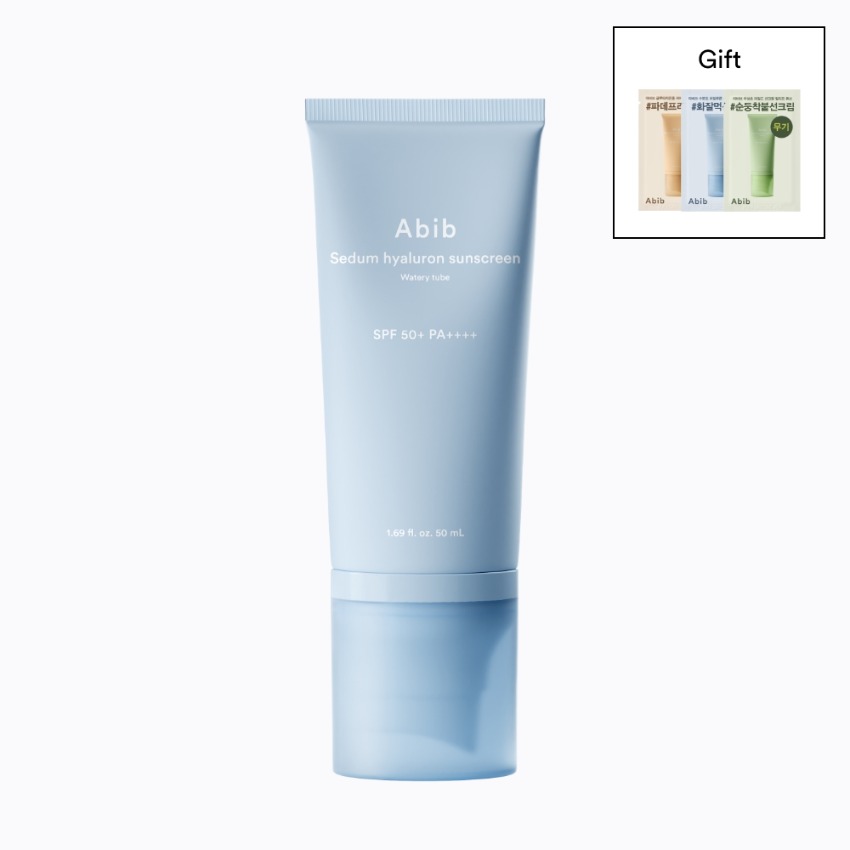 Abib
Sedum hyaluron sunscreen
Watery tube
SPF 50+ PA++++
1.69 fl. oz. 50 mL
Gift
#파데프리
#화잘먹
#순둥착붙선크림
무기
Abib
Abib
Abib